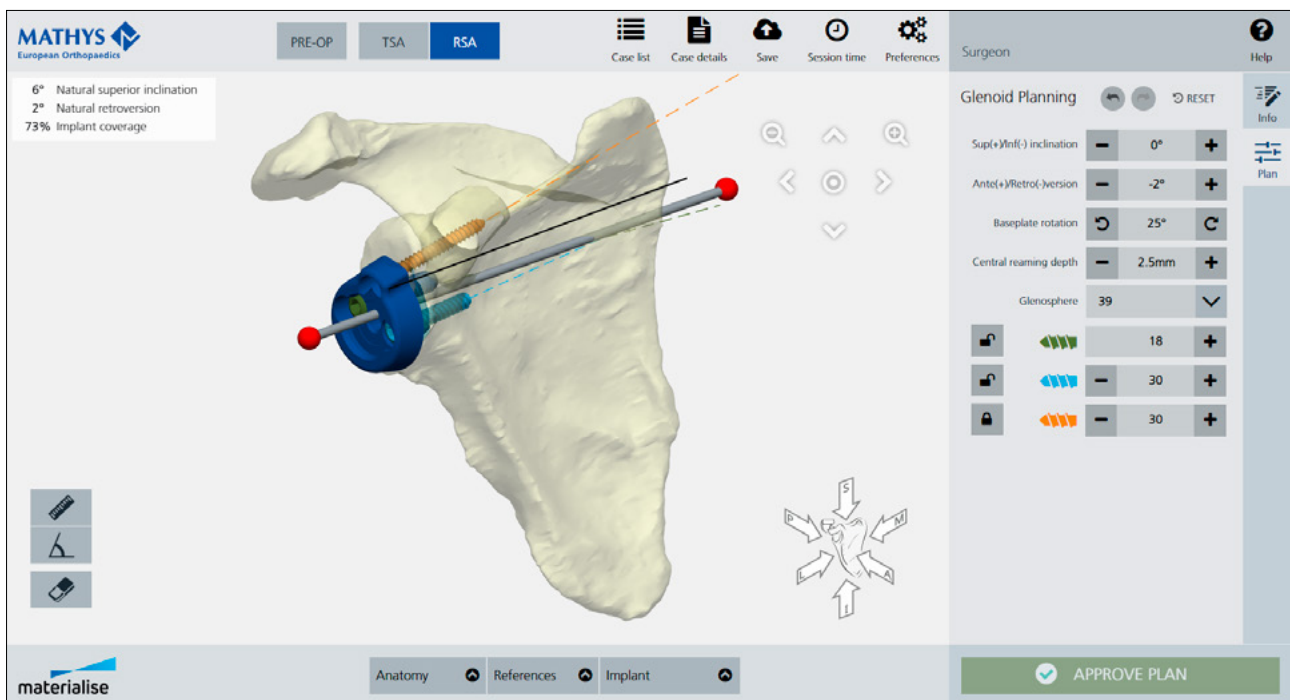 MATHYS
European Orthopaedics
PRE-OP
TSA
RSA
Case list
Case details
Save
Session time
Preferences
Surgeon
Help
6° Natural superior inclination
2° Natural retroversion
73% Implant coverage
Glenoid Planning
RESET
Info
Plan
Sup(+)/Inf(-) inclination
0°
Ante(+)/Retro(-)version
-2°
Baseplate rotation
25°
Central reaming depth
2.5mm
Glenosphere
39
18
30
30
S
P
M
L
A
I
materialise
Anatomy
References
Implant
APPROVE PLAN